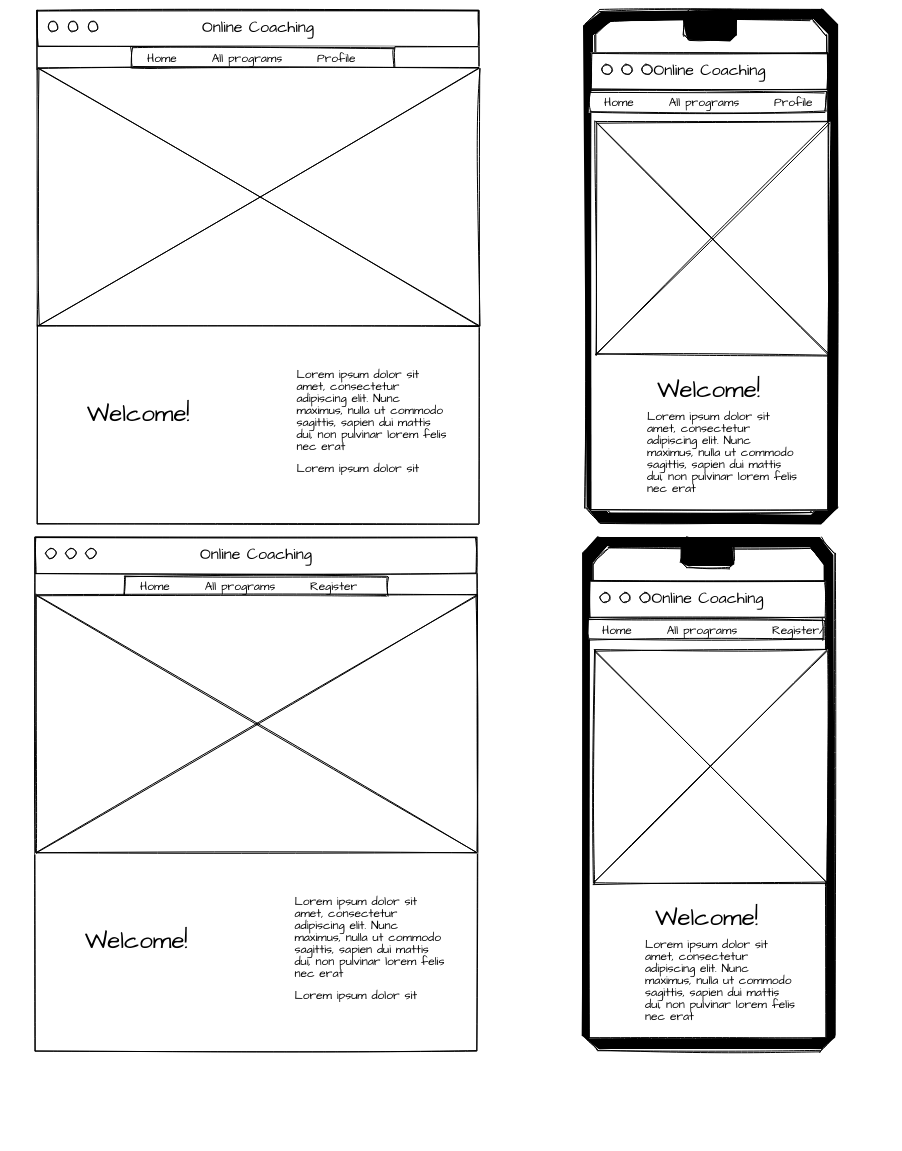 Online Coaching
Home All programs Profile
Welcome!
Lorem ipsum dolor sit
amet, consectetur
adipiscing elit. Nunc
maximus, nulla ut commodo
sagittis, sapien dui mattis
dui, non pulvinar lorem felis
nec erat
Lorem ipsum dolor sit
Online Coaching
Home All programs Profile
Welcome!
Lorem ipsum dolor sit
amet, consectetur
adipiscing elit. Nunc
maximus, nulla ut commodo
sagittis, sapien dui mattis
dui, non pulvinar lorem felis
nec erat
Online Coaching
Home All programs Register
Welcome!
Lorem ipsum dolor sit
amet, consectetur
adipiscing elit. Nunc
maximus, nulla ut commodo
sagittis, sapien dui mattis
dui, non pulvinar lorem felis
nec erat
Lorem ipsum dolor sit
Online Coaching
Home All programs Register/
Welcome!
Lorem ipsum dolor sit
amet, consectetur
adipiscing elit. Nunc
maximus, nulla ut commodo
sagittis, sapien dui mattis
dui, non pulvinar lorem felis
nec erat